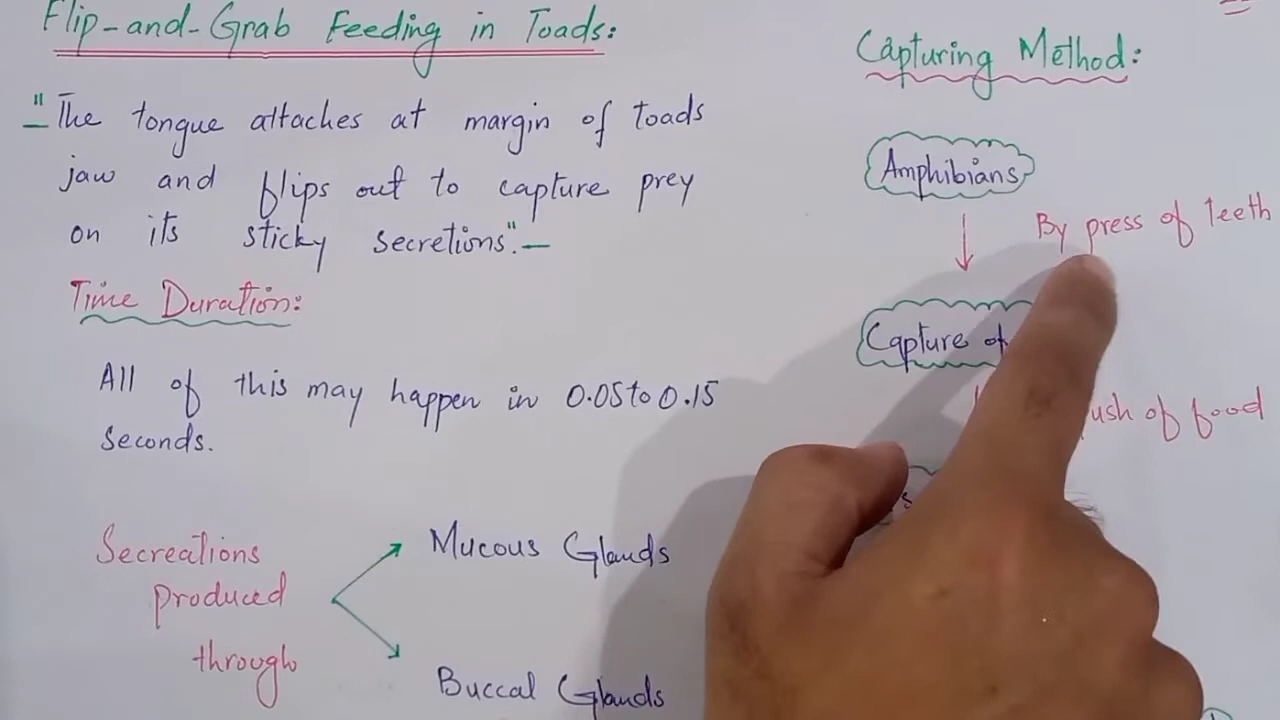 Flip-and-Grab Feeding in Toads:
"The tongue attaches at margin of toads
jaw and flips out to capture prey
on its sticky secretions".
Time Duration:
All of this may happen in 0.05 to 0.15
seconds.
Secreations
produced
through
Mucous Glands
Buccal Glands
Capturing Method:
Amphibians
By press of teeth
Capture of
of food